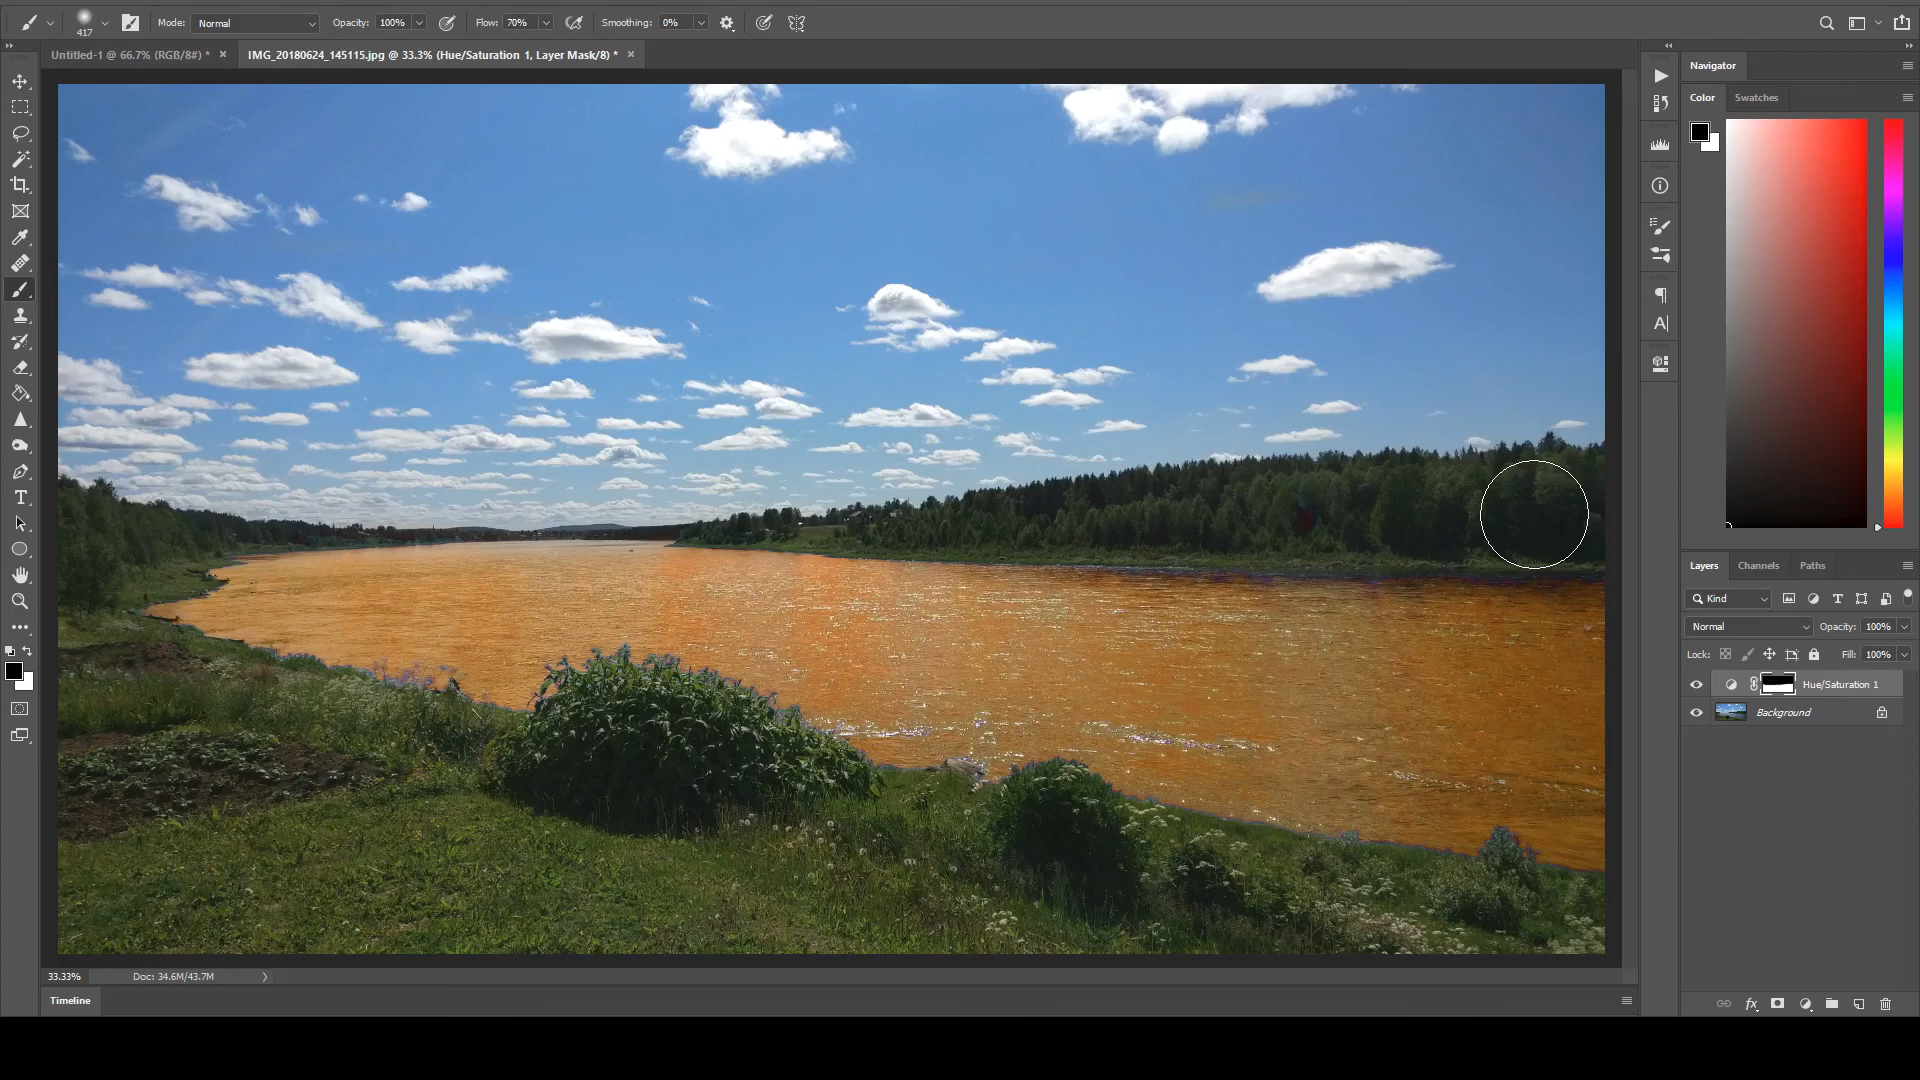 Mode: Normal Opacity: 100% Flow: 70% Smoothing: 0%
417
Untitled-1 @ 66.7% (RGB/8#) * × IMG_20180624_145115.jpg @ 33.3% (Hue/Saturation 1, Layer Mask/8) * ×
Navigator
Color Swatches
Layers Channels Paths
Kind
Normal Opacity: 100%
Lock: Fill: 100%
Hue/Saturation 1
Background
33.33% Doc: 34.6M/43.7M
Timeline